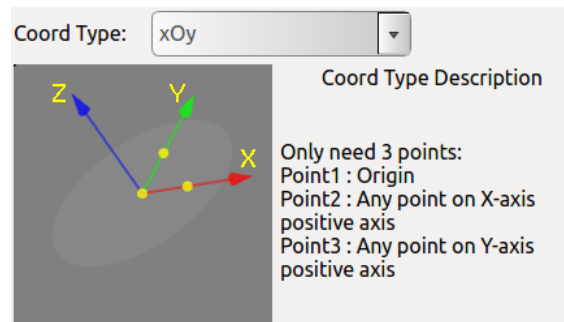 Coord Type: xOy
Coord Type Description
Z
Y
X
Only need 3 points:
Point1 : Origin
Point2 : Any point on X-axis
positive axis
Point3 : Any point on Y-axis
positive axis